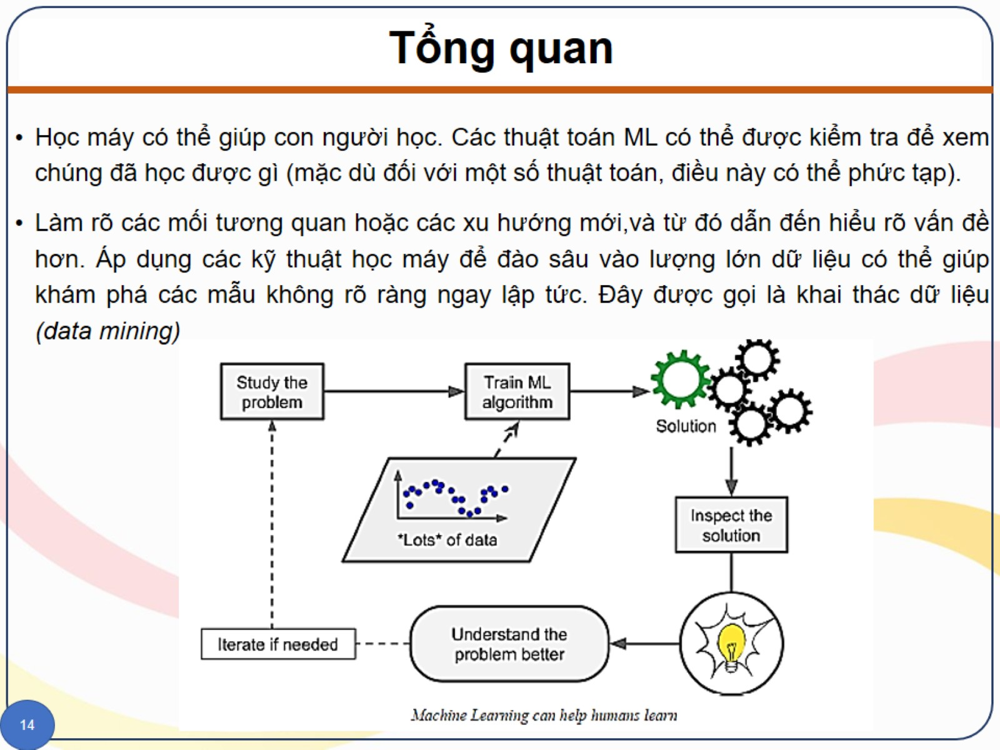 Tổng quan
• Học máy có thể giúp con người học. Các thuật toán ML có thể được kiểm tra để xem
chúng đã học được gì (mặc dù đối với một số thuật toán, điều này có thể phức tạp).
• Làm rõ các mối tương quan hoặc các xu hướng mới,và từ đó dẫn đến hiểu rõ vấn đề
hơn. Áp dụng các kỹ thuật học máy để đào sâu vào lượng lớn dữ liệu có thể giúp
khám phá các mẫu không rõ ràng ngay lập tức. Đây được gọi là khai thác dữ liệu
(data mining)
Study the
problem
Train ML
algorithm
Solution
*Lots* of data
Inspect the
solution
Understand the
problem better
Iterate if needed
Machine Learning can help humans learn
14